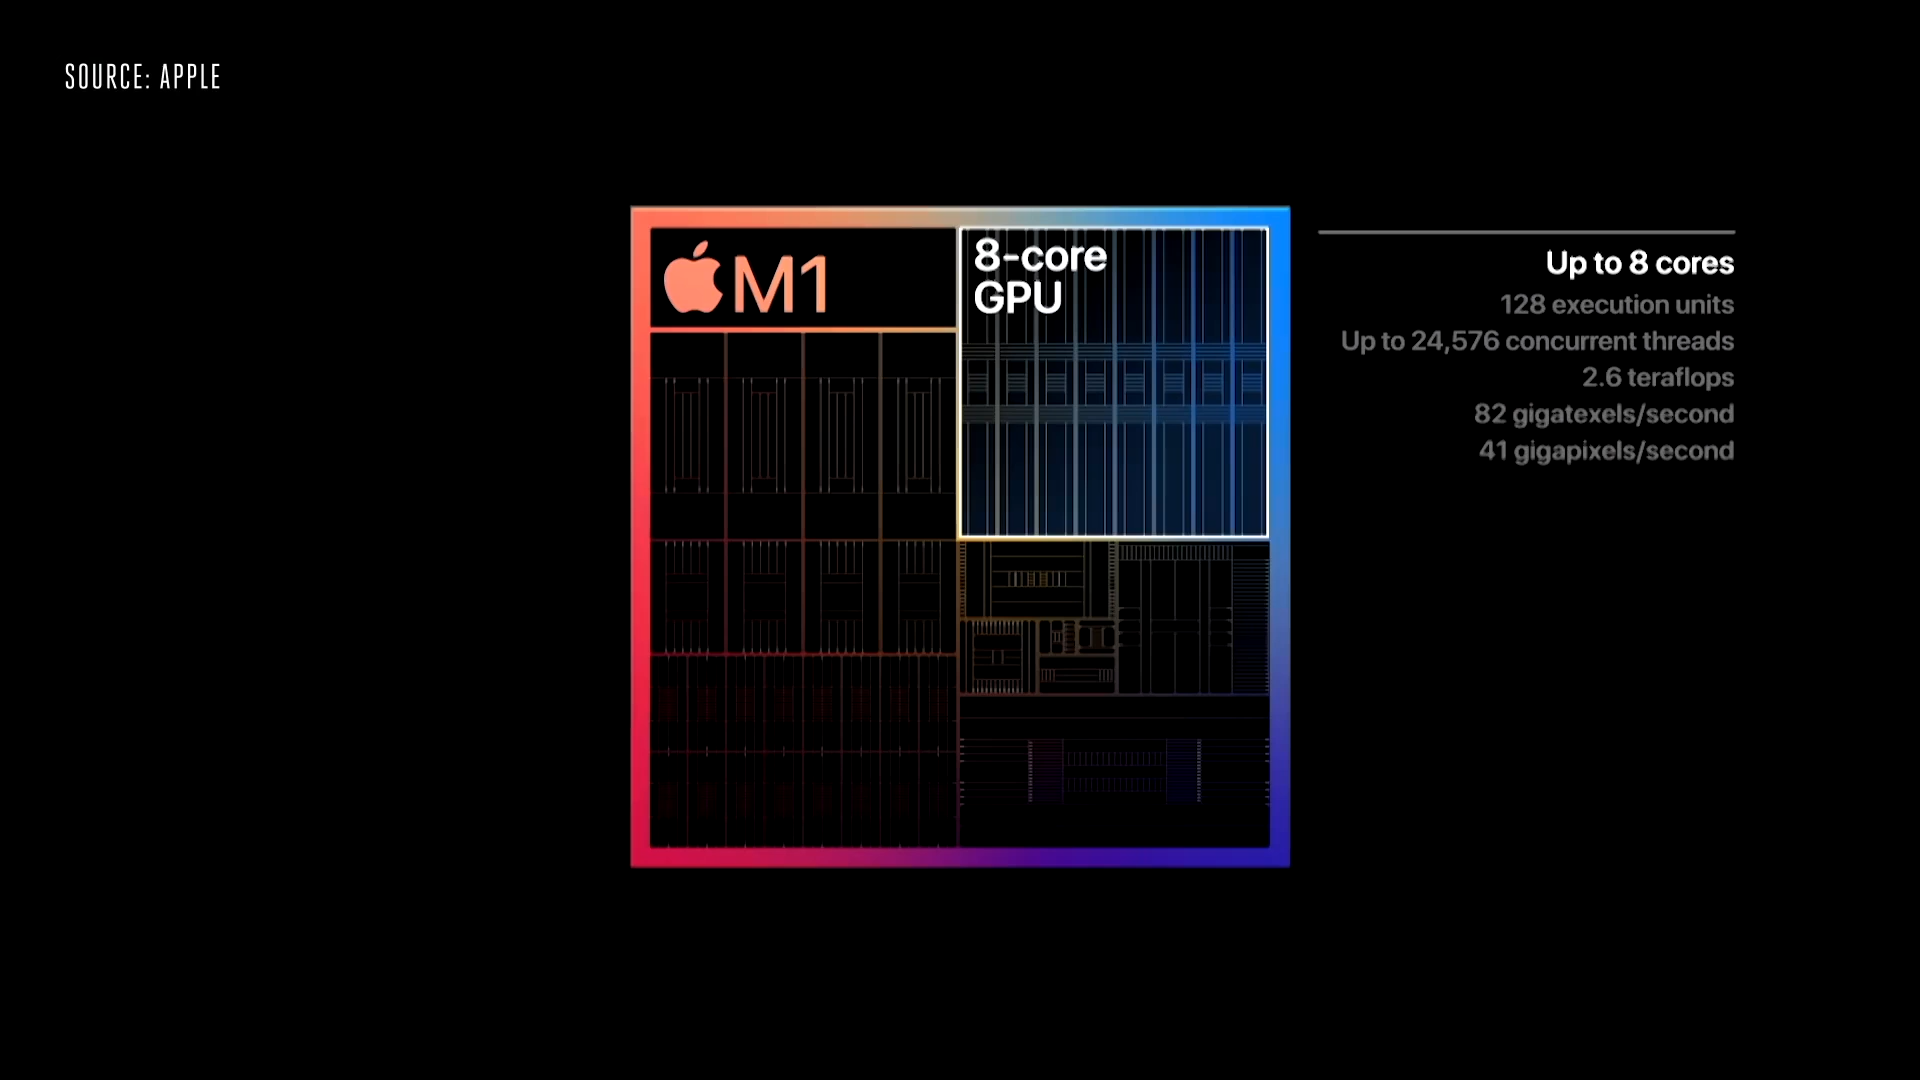 SOURCE: APPLE
M1
8-core
GPU
Up to 8 cores
128 execution units
Up to 24,576 concurrent threads
2.6 teraflops
82 gigatexels/second
41 gigapixels/second